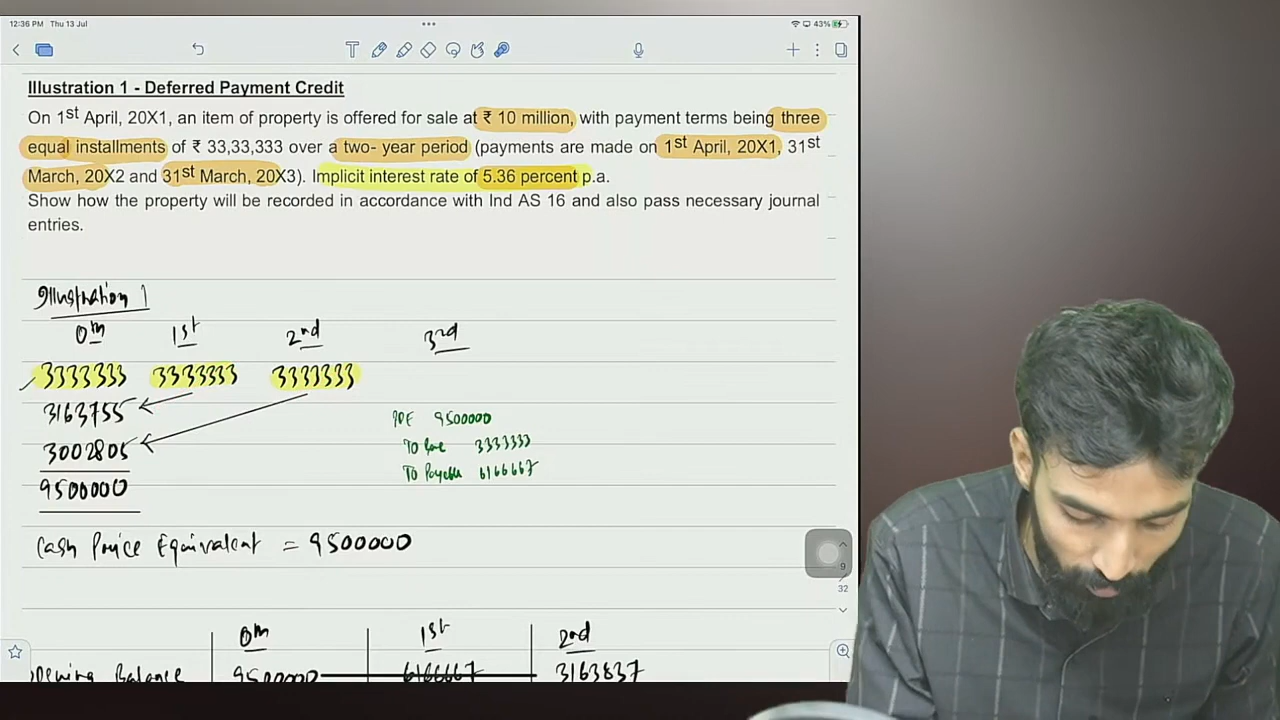 12:36 PM Thu 13 Jul
43%
Illustration 1 - Deferred Payment Credit
On 1st April, 20X1, an item of property is offered for sale at ₹ 10 million, with payment terms being three
equal installments of ₹ 33,33,333 over a two- year period (payments are made on 1st April, 20X1, 31st
March, 20X2 and 31st March, 20X3). Implicit interest rate of 5.36 percent p.a.
Show how the property will be recorded in accordance with Ind AS 16 and also pass necessary journal
entries.
Illustration 1
0th 1st 2nd 3rd
3333333 3333333 3333333
3163755
3002805
9500000
PPE 9500000
To 3333333
To Payable 6166667
Cash Price Equivalent = 9500000
9
32
0th 1st 2nd
Opening Balance 9500000 6166667 3163837